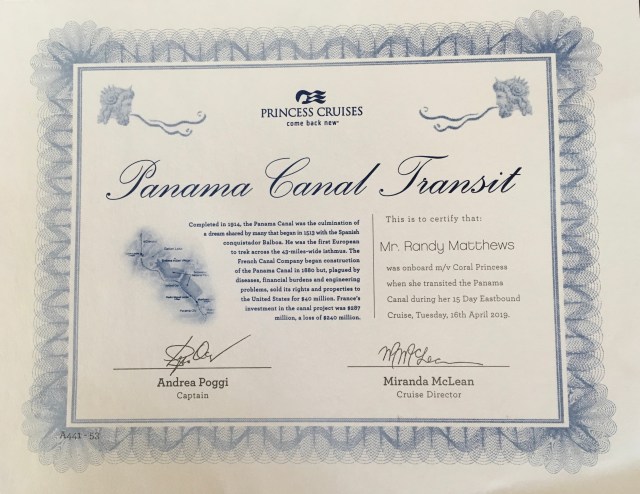 PRINCESS CRUISES
come back new
Panama Canal Transit
Completed in 1914, the Panama Canal was the culmination of
a dream shared by many that began in 1513 with the Spanish
conquistador Balboa. He was the first European
to trek across the 43-miles-wide isthmus. The
French Canal Company began construction
of the Panama Canal in 1880 but, plagued by
diseases, financial burdens and engineering
problems, sold its rights and properties to
the United States for $40 million. France's
investment in the canal project was $287
million, a loss of $240 million.
This is to certify that:
Mr. Randy Matthews
was onboard m/v Coral Princess
when she transited the Panama
Canal during her 15 Day Eastbound
Cruise, Tuesday, 16th April 2019.
Andrea Poggi
Captain
Miranda McLean
Cruise Director
A441 - 53